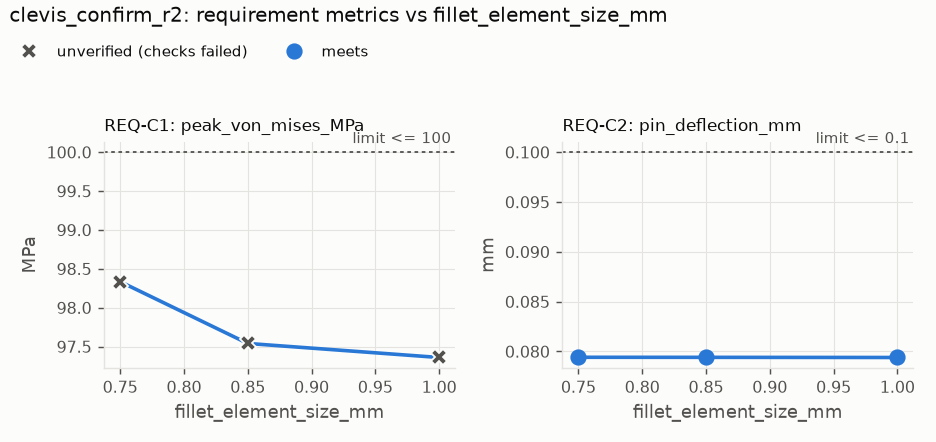 clevis_confirm_r2: requirement metrics vs fillet_element_size_mm
unverified (checks failed)
meets
REQ-C1: peak_von_mises_MPa
limit <= 100
100.0
99.5
99.0
98.5
98.0
97.5
MPa
0.75
0.80
0.85
0.90
0.95
1.00
fillet_element_size_mm
REQ-C2: pin_deflection_mm
limit <= 0.1
0.100
0.095
0.090
0.085
0.080
mm
0.75
0.80
0.85
0.90
0.95
1.00
fillet_element_size_mm